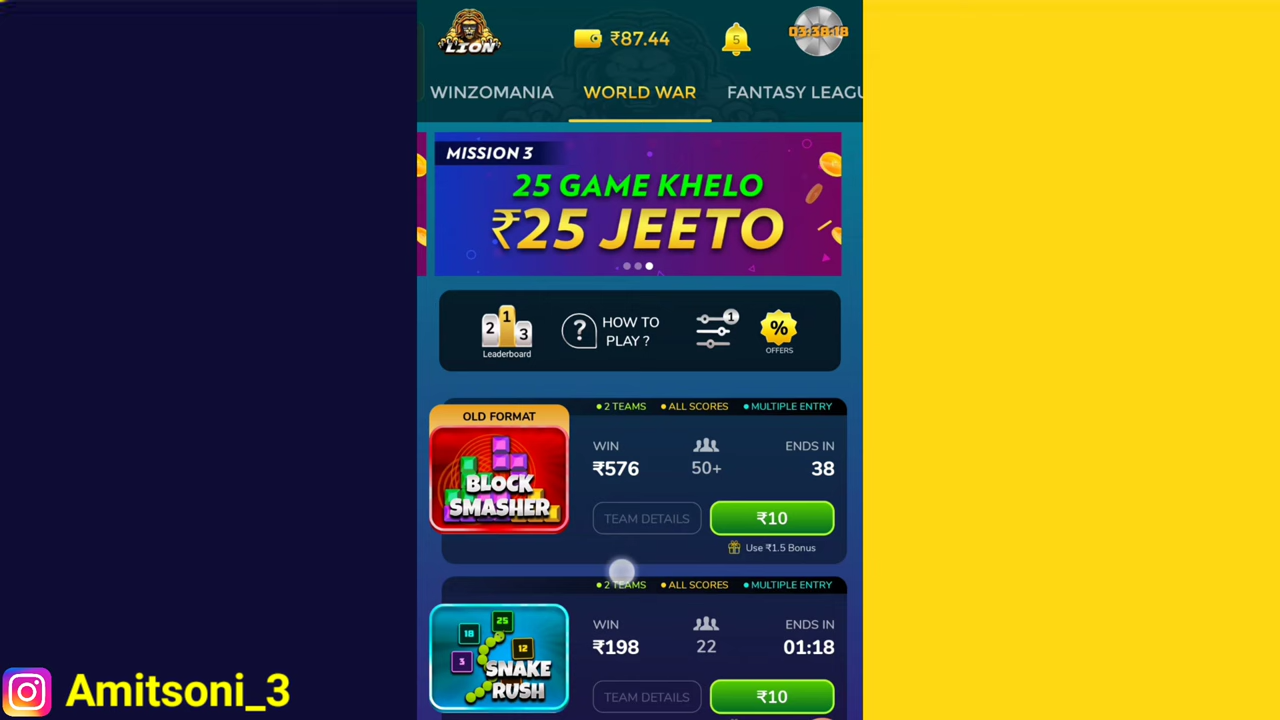 LION
₹87.44
5
03:38:18
WINZOMANIA
WORLD WAR
FANTASY LEAGU
MISSION 3
25 GAME KHELO
₹25 JEETO
2 1 3
Leaderboard
?
HOW TO
PLAY ?
1
%
OFFERS
OLD FORMAT
BLOCK
SMASHER
2 TEAMS
ALL SCORES
MULTIPLE ENTRY
WIN
₹576
50+
ENDS IN
38
TEAM DETAILS
₹10
Use ₹1.5 Bonus
2 TEAMS
ALL SCORES
MULTIPLE ENTRY
25
18
12
3
SNAKE
RUSH
WIN
₹198
22
ENDS IN
01:18
TEAM DETAILS
₹10
Amitsoni_3